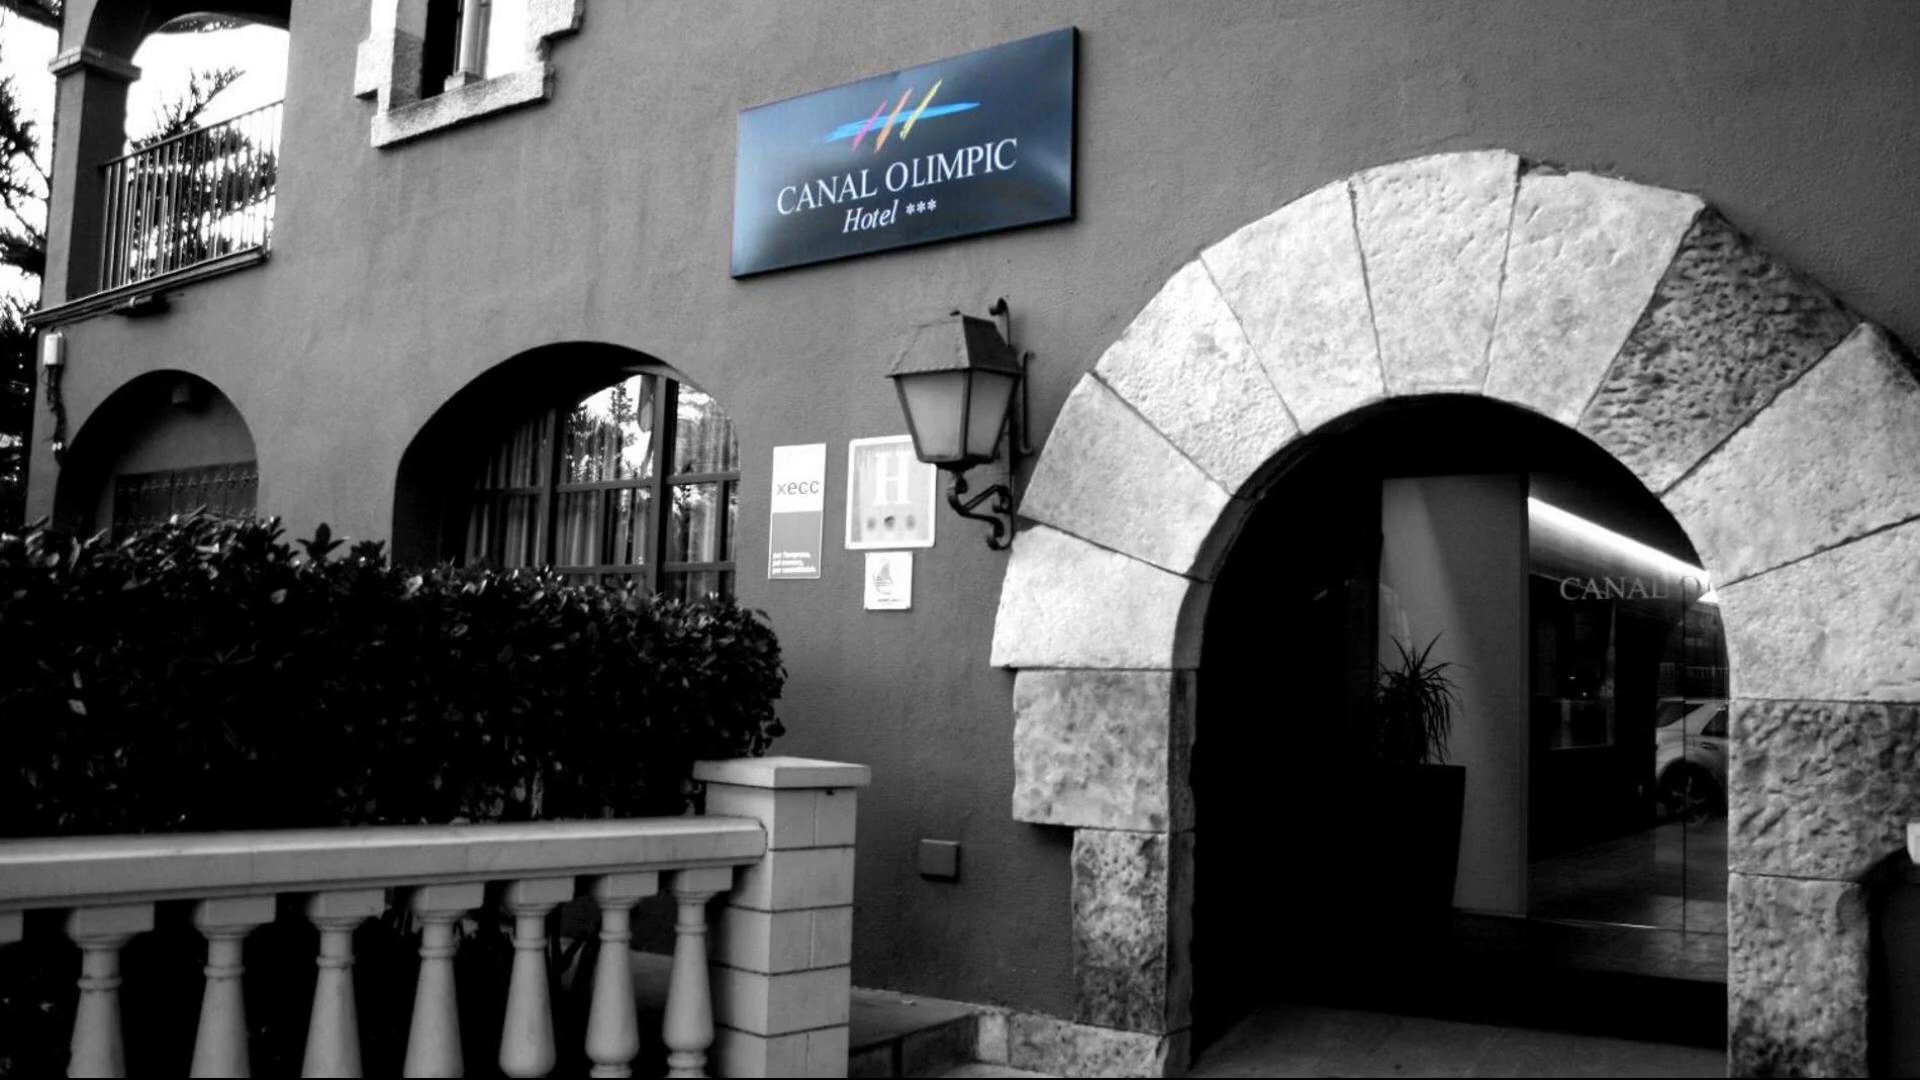 CANAL OLIMPIC
Hotel ***
xecc
H
CANAL O